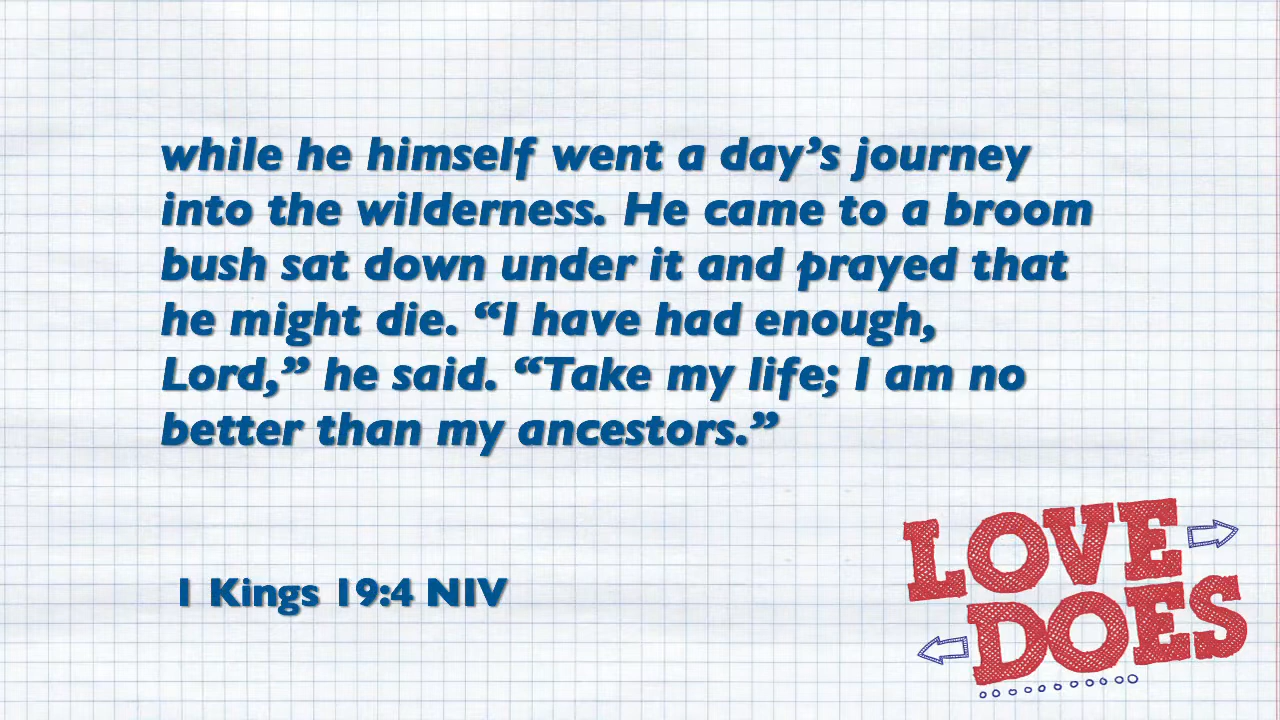 while he himself went a day’s journey
into the wilderness. He came to a broom
bush sat down under it and prayed that
he might die. “I have had enough,
Lord,” he said. “Take my life; I am no
better than my ancestors.”
1 Kings 19:4 NIV
LOVE
DOES